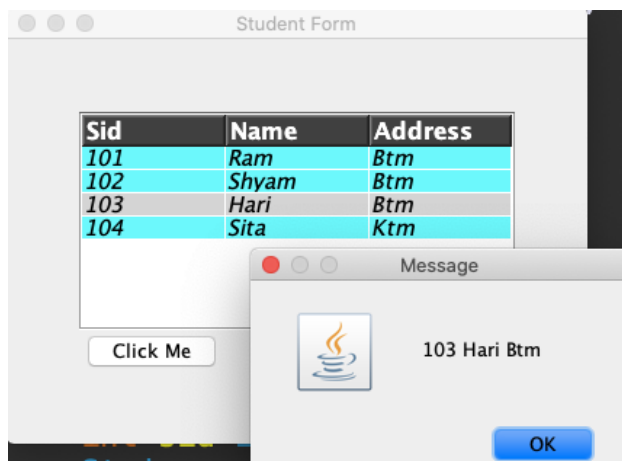 Student Form
Sid Name Address
101 Ram Btm
102 Shyam Btm
103 Hari Btm
104 Sita Ktm
Message
Click Me
103 Hari Btm
OK